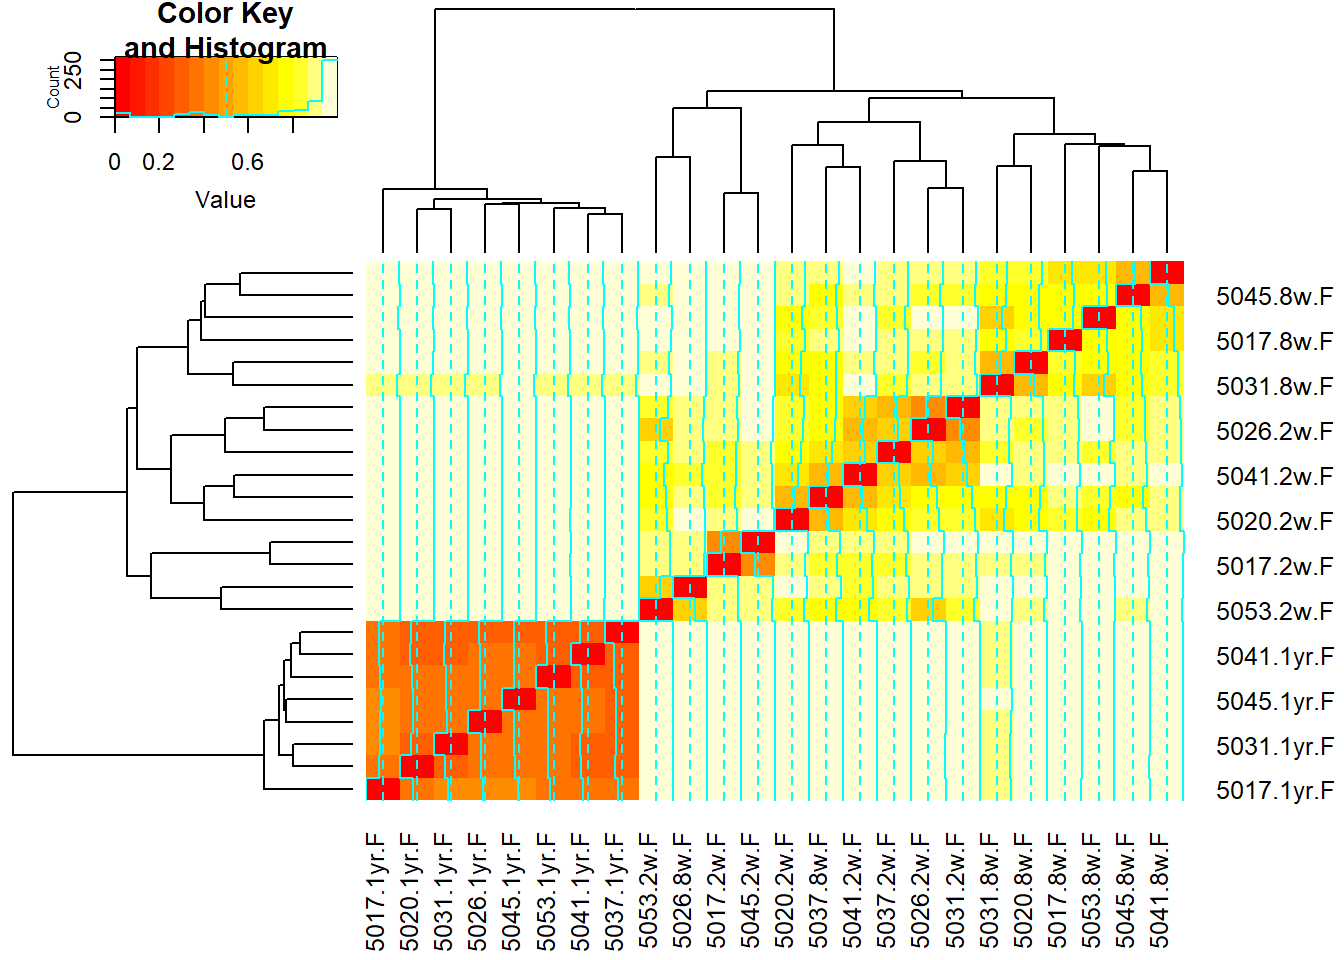 Color Key
and Histogram
Count
0
250
0
0.2
0.6
Value
5045.8w.F
5017.8w.F
5031.8w.F
5026.2w.F
5041.2w.F
5020.2w.F
5017.2w.F
5053.2w.F
5041.1yr.F
5045.1yr.F
5031.1yr.F
5017.1yr.F
5017.1yr.F
5020.1yr.F
5031.1yr.F
5026.1yr.F
5045.1yr.F
5053.1yr.F
5041.1yr.F
5037.1yr.F
5053.2w.F
5026.8w.F
5017.2w.F
5045.2w.F
5020.2w.F
5037.8w.F
5041.2w.F
5037.2w.F
5026.2w.F
5031.2w.F
5031.8w.F
5020.8w.F
5017.8w.F
5053.8w.F
5045.8w.F
5041.8w.F